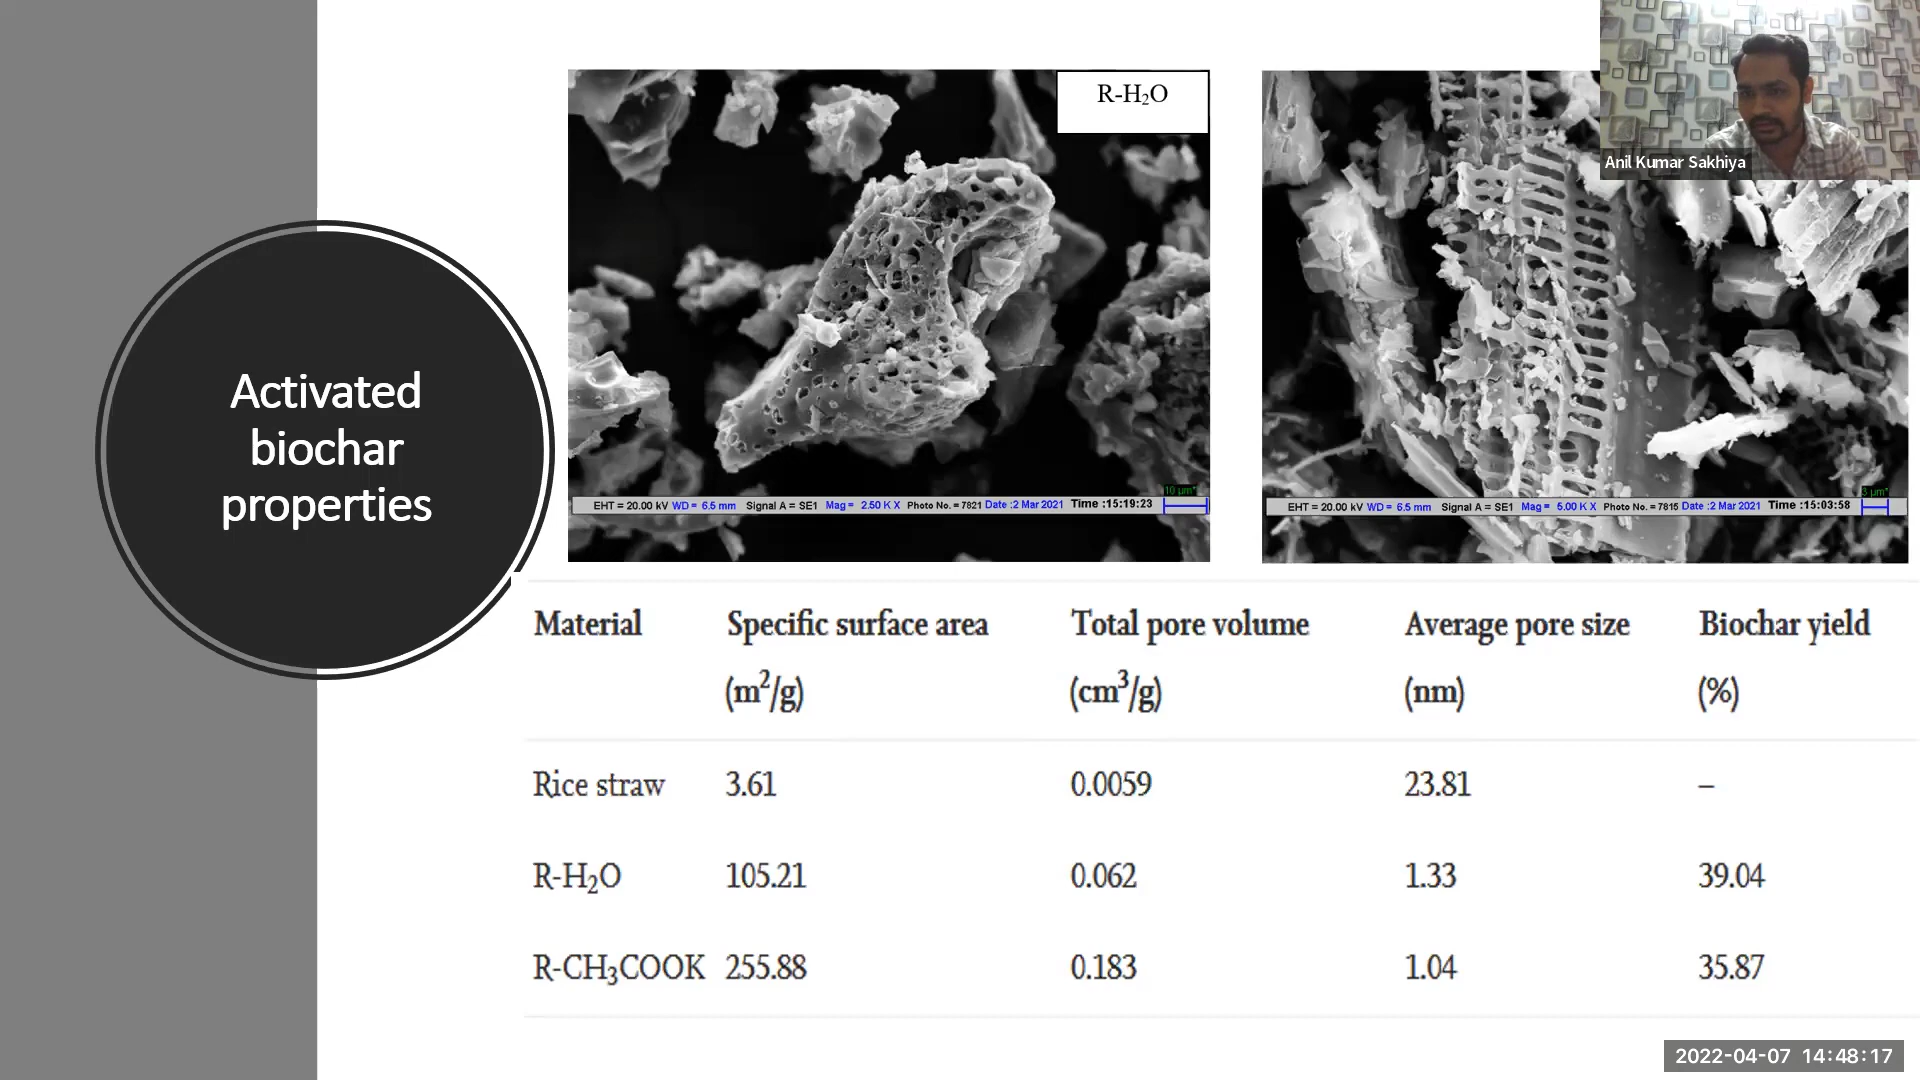 Activated
biochar
properties
R-H₂O
EHT = 20.00 kV WD = 6.5 mm Signal A = SE1 Mag = 2.50 K X Photo No. = 7821 Date :2 Mar 2021 Time :15:19:23
10 µm*
EHT = 20.00 kV WD = 6.5 mm Signal A = SE1 Mag = 5.00 K X Photo No. = 7815 Date :2 Mar 2021 Time :15:03:58
3 µm*
Anil Kumar Sakhiya
Material Specific surface area Total pore volume Average pore size Biochar yield
(m²/g) (cm³/g) (nm) (%)
Rice straw 3.61 0.0059 23.81 –
R-H₂O 105.21 0.062 1.33 39.04
R-CH₃COOK 255.88 0.183 1.04 35.87
2022-04-07 14:48:17